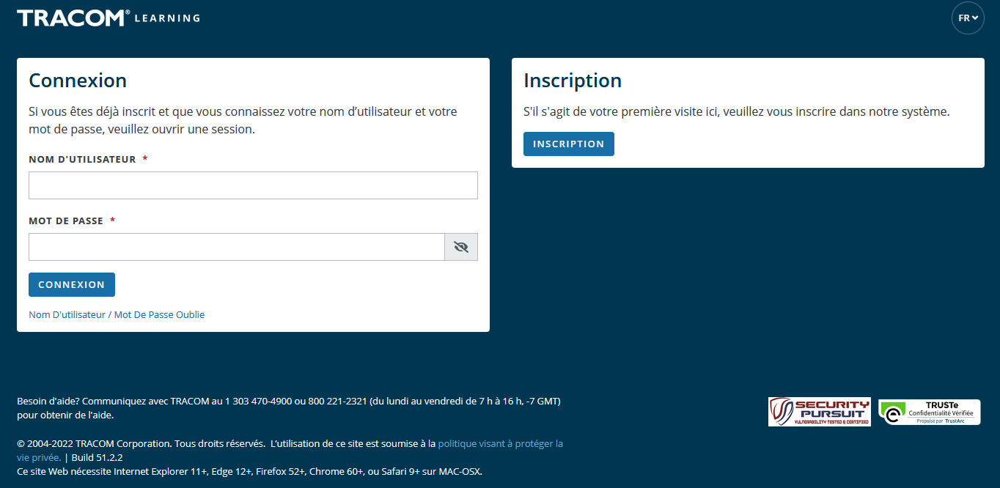 TRACOM® LEARNING
FR
Connexion
Si vous êtes déjà inscrit et que vous connaissez votre nom d’utilisateur et votre
mot de passe, veuillez ouvrir une session.
NOM D'UTILISATEUR *
MOT DE PASSE *
CONNEXION
Nom D'utilisateur / Mot De Passe Oublie
Inscription
S'il s'agit de votre première visite ici, veuillez vous inscrire dans notre système.
INSCRIPTION
Besoin d'aide? Communiquez avec TRACOM au 1 303 470-4900 ou 800 221-2321 (du lundi au vendredi de 7 h à 16 h, -7 GMT)
pour obtenir de l'aide.
© 2004-2022 TRACOM Corporation. Tous droits réservés. L’utilisation de ce site est soumise à la politique visant à protéger la
vie privée. | Build 51.2.2
Ce site Web nécessite Internet Explorer 11+, Edge 12+, Firefox 52+, Chrome 60+, ou Safari 9+ sur MAC-OSX.
SECURITY
PURSUIT
VULNERABILITY TESTED & CERTIFIED
TRUSTe
Confidentialité Vérifiée
Propulsé par TrustArc